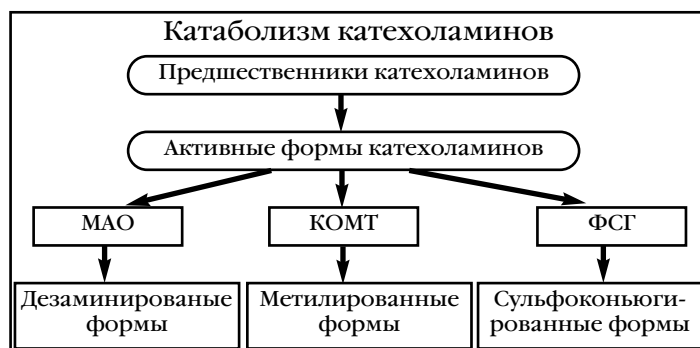 Катаболизм катехоламинов
Предшественники катехоламинов
Активные формы катехоламинов
МАО
КОМТ
ФСГ
Дезаминированые
формы
Метилированные
формы
Сульфоконьюги-
рованные формы